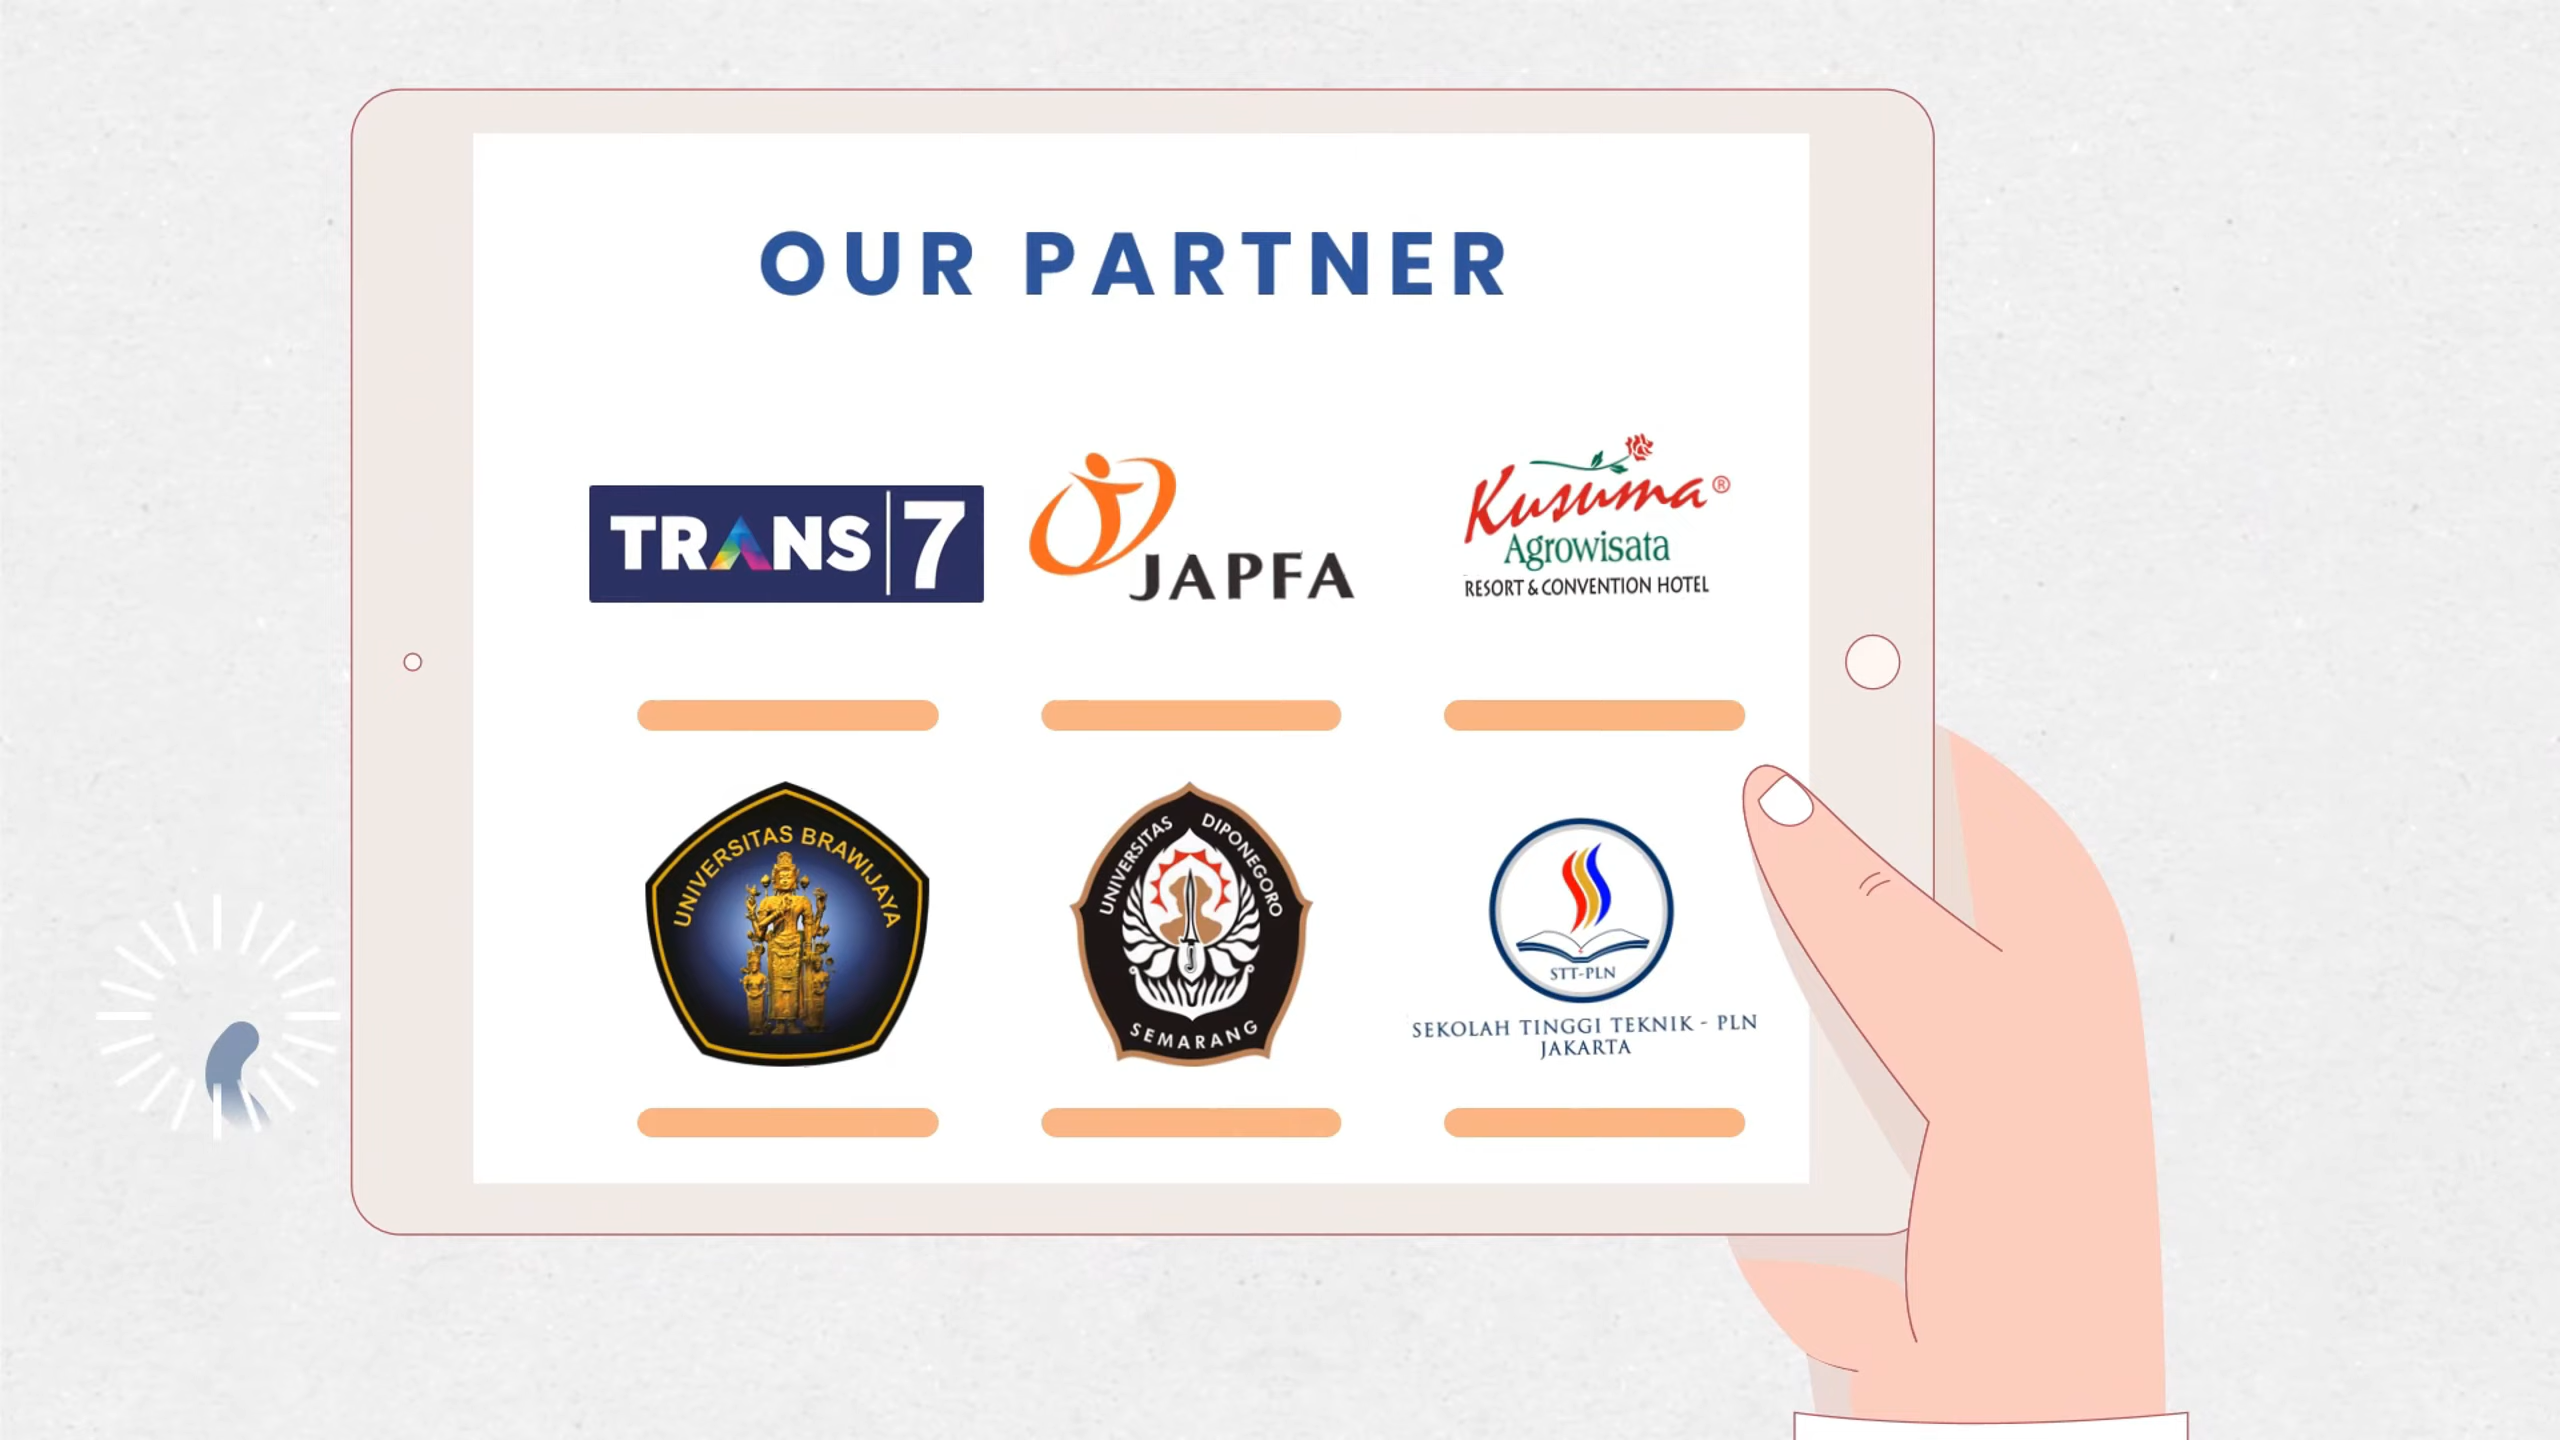 OUR PARTNER
TRANS 7
JAPFA
Kusuma®
Agrowisata
RESORT & CONVENTION HOTEL
UNIVERSITAS BRAWIJAYA
UNIVERSITAS DIPONEGORO
SEMARANG
STT-PLN
SEKOLAH TINGGI TEKNIK - PLN
JAKARTA